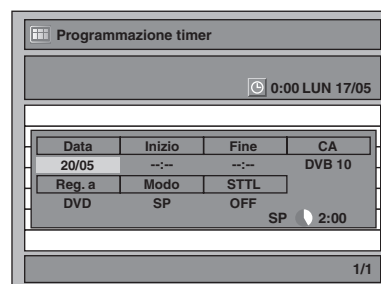 Programmazione timer
0:00 LUN 17/05
Data Inizio Fine CA
20/05 --:-- --:-- DVB 10
Reg. a Modo STTL
DVD SP OFF
SP 2:00
1/1